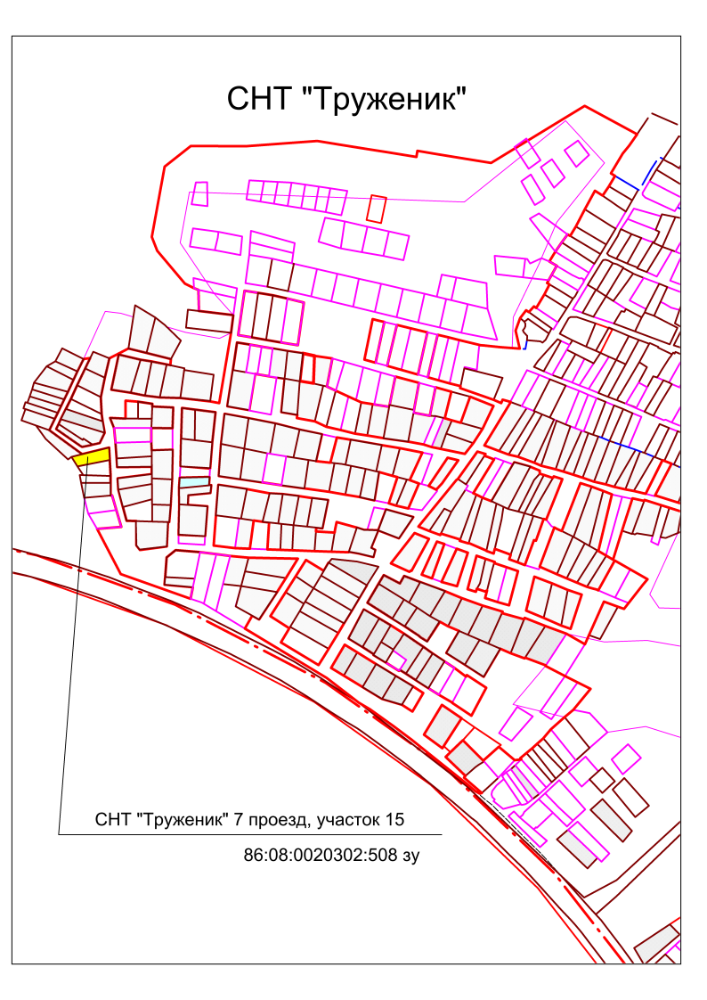 СНТ "Труженик"
СНТ "Труженик" 7 проезд, участок 15
86:08:0020302:508 зу